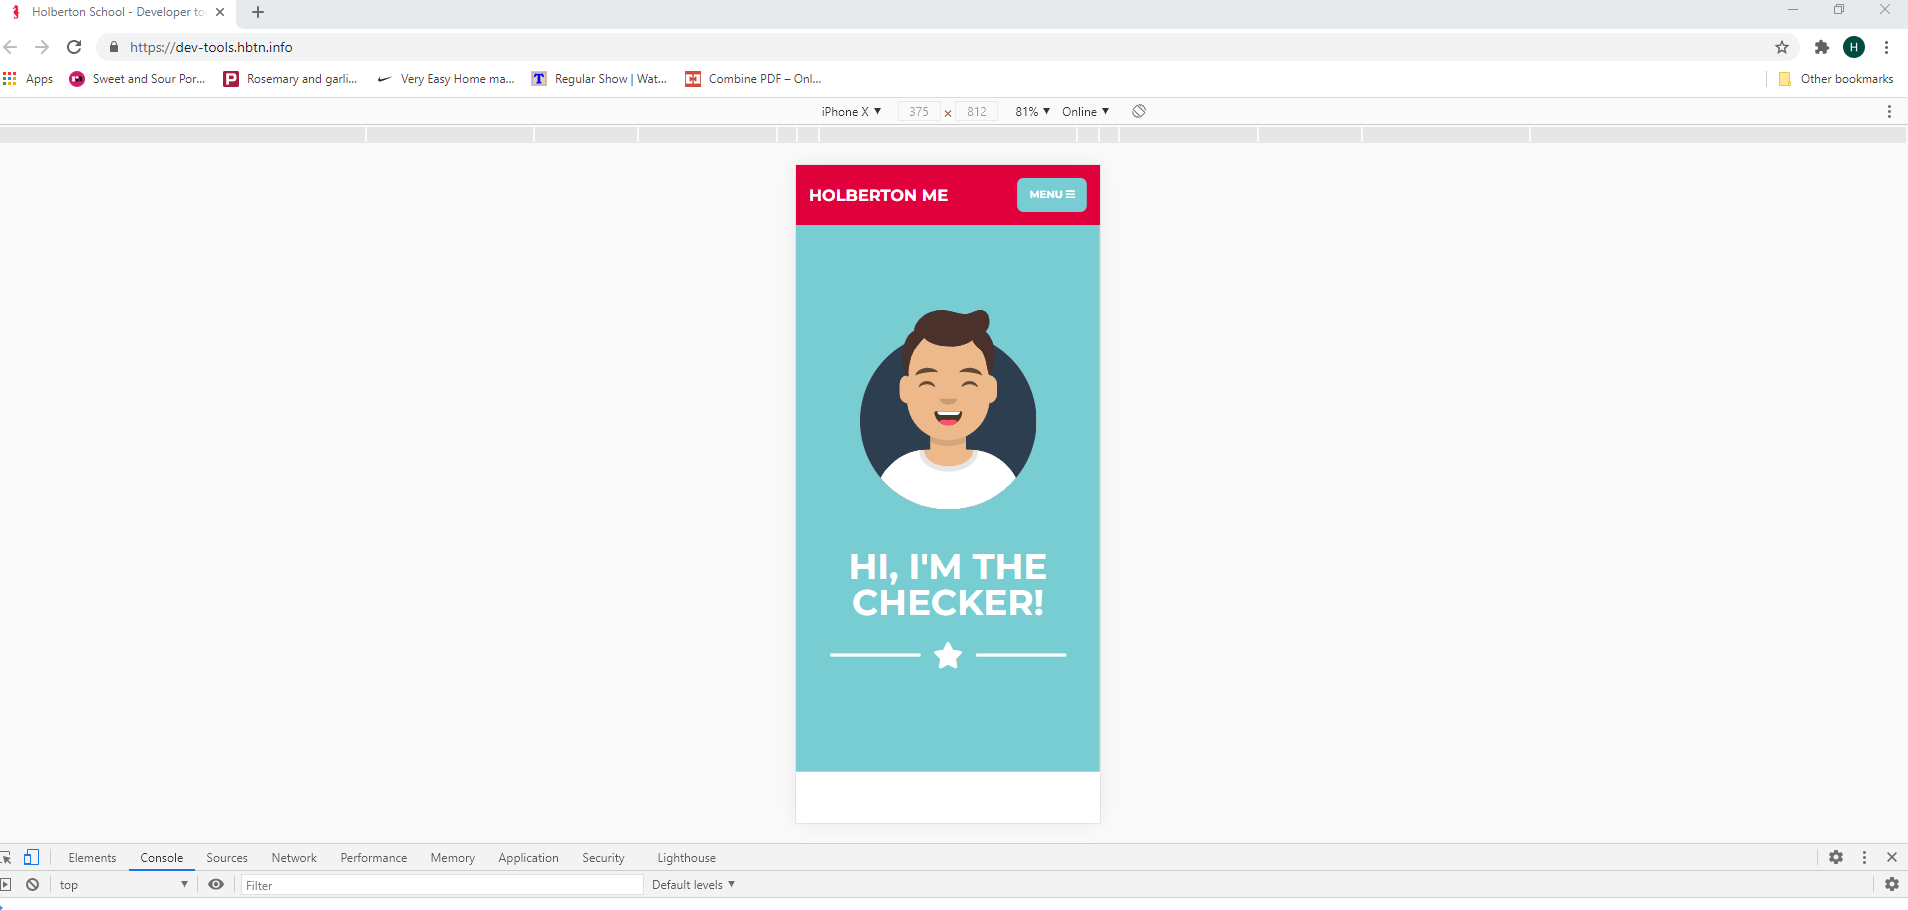 Holberton School - Developer to
https://dev-tools.hbtn.info
H
Apps Sweet and Sour Por... Rosemary and garli... Very Easy Home ma... Regular Show | Wat... Combine PDF – Onl... Other bookmarks
iPhone X 375 × 812 81% Online
HOLBERTON ME MENU
HI, I'M THE
CHECKER!
Elements Console Sources Network Performance Memory Application Security Lighthouse
top Filter Default levels